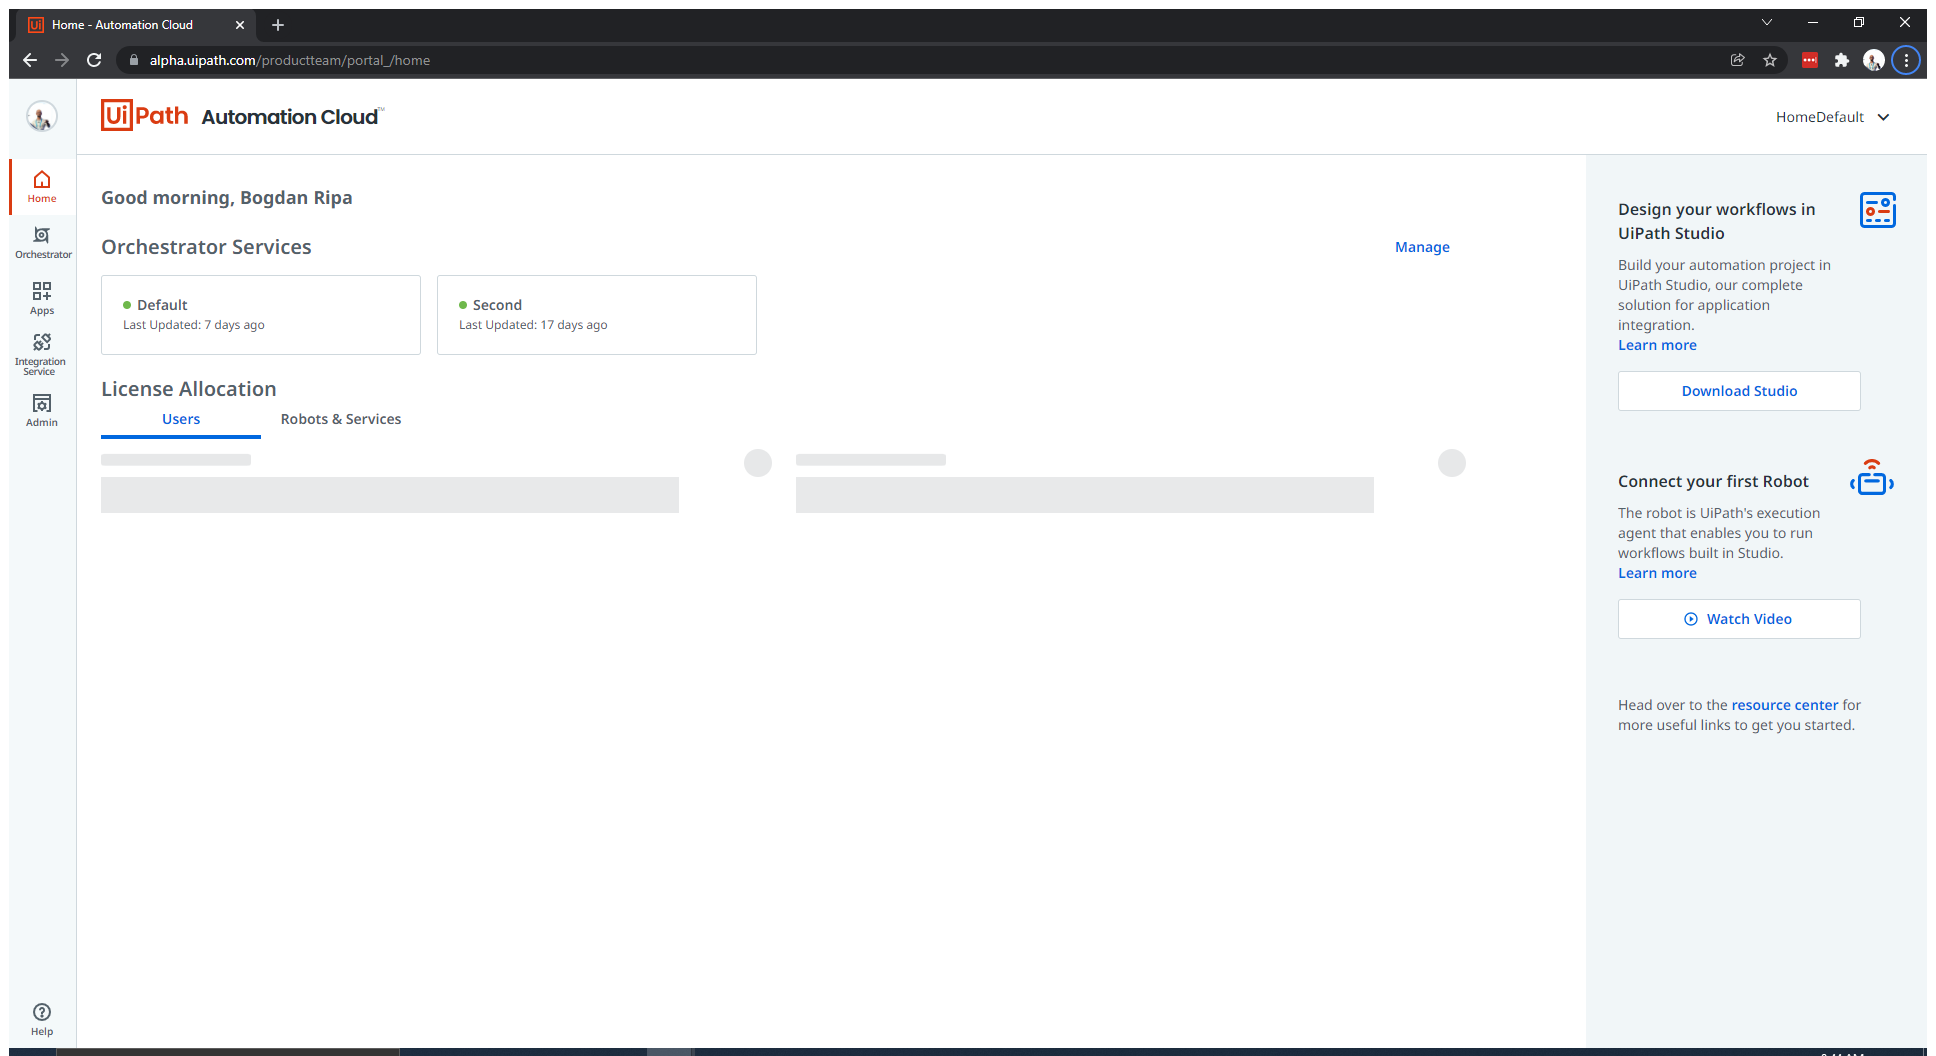 Home - Automation Cloud
alpha.uipath.com/productteam/portal_/home
UiPath Automation Cloud™
HomeDefault
Home
Orchestrator
Apps
Integration
Service
Admin
Help
Good morning, Bogdan Ripa
Orchestrator Services
Manage
Default
Last Updated: 7 days ago
Second
Last Updated: 17 days ago
License Allocation
Users
Robots & Services
Design your workflows in
UiPath Studio
Build your automation project in
UiPath Studio, our complete
solution for application
integration.
Learn more
Download Studio
Connect your first Robot
The robot is UiPath's execution
agent that enables you to run
workflows built in Studio.
Learn more
Watch Video
Head over to the resource center for
more useful links to get you started.